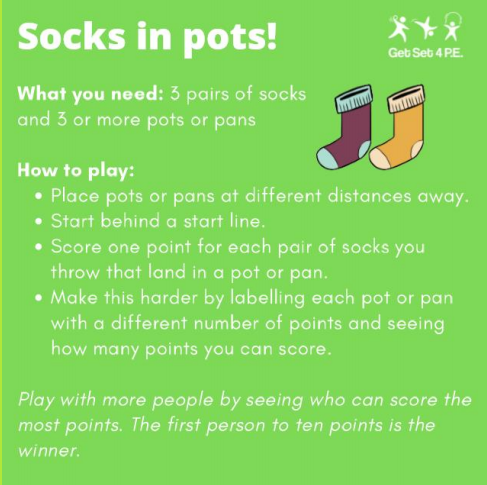 Socks in pots!
Get Set 4 P.E.
What you need: 3 pairs of socks
and 3 or more pots or pans
How to play:
• Place pots or pans at different distances away.
• Start behind a start line.
• Score one point for each pair of socks you
throw that land in a pot or pan.
• Make this harder by labelling each pot or pan
with a different number of points and seeing
how many points you can score.
Play with more people by seeing who can score the
most points. The first person to ten points is the
winner.